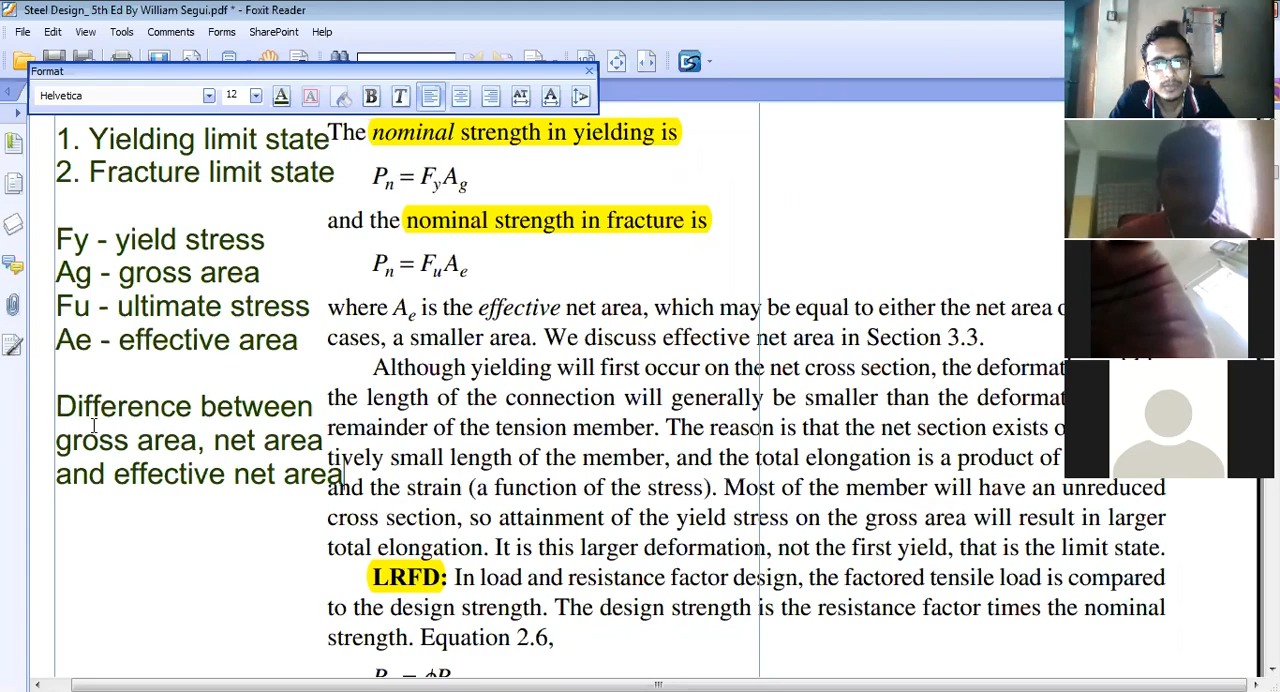 Steel Design_ 5th Ed By William Segui.pdf * - Foxit Reader
File Edit View Tools Comments Forms SharePoint Help
Format
Helvetica 12
1. Yielding limit state
2. Fracture limit state
Fy - yield stress
Ag - gross area
Fu - ultimate stress
Ae - effective area
Difference between
gross area, net area
and effective net area
The nominal strength in yielding is
Pn = FyAg
and the nominal strength in fracture is
Pn = FuAe
where Ae is the effective net area, which may be equal to either the net area
cases, a smaller area. We discuss effective net area in Section 3.3.
Although yielding will first occur on the net cross section, the
the length of the connection will generally be smaller than the
remainder of the tension member. The reason is that the net section exists
tively small length of the member, and the total elongation is a product of
and the strain (a function of the stress). Most of the member will have an unreduced
cross section, so attainment of the yield stress on the gross area will result in larger
total elongation. It is this larger deformation, not the first yield, that is the limit state.
LRFD: In load and resistance factor design, the factored tensile load is compared
to the design strength. The design strength is the resistance factor times the nominal
strength. Equation 2.6,